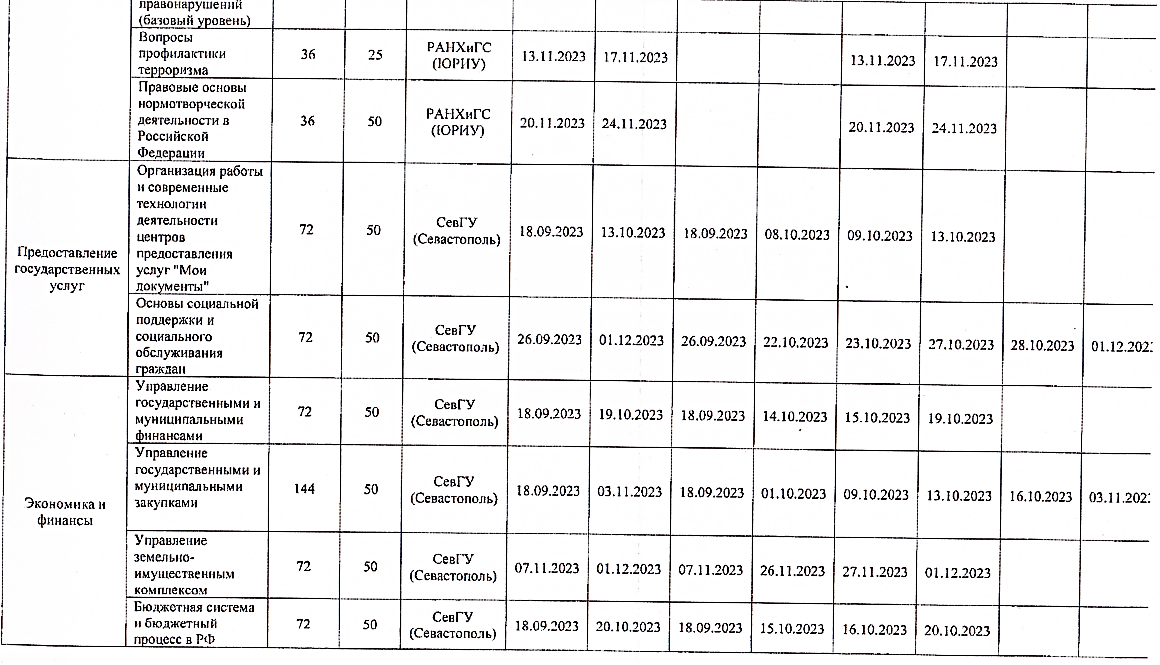 правонарушений
(базовый уровень)
Вопросы
профилактики
терроризма
36
25
РАНХиГС
(ЮРИУ)
13.11.2023
17.11.2023
13.11.2023
17.11.2023
Правовые основы
нормотворческой
деятельности в
Российской
Федерации
36
50
РАНХиГС
(ЮРИУ)
20.11.2023
24.11.2023
20.11.2023
24.11.2023
Предоставление
государственных
услуг
Организация работы
и современные
технологии
деятельности
центров
предоставления
услуг "Мои
документы"
72
50
СевГУ
(Севастополь)
18.09.2023
13.10.2023
18.09.2023
08.10.2023
09.10.2023
13.10.2023
Основы социальной
поддержки и
социального
обслуживания
граждан
72
50
СевГУ
(Севастополь)
26.09.2023
01.12.2023
26.09.2023
22.10.2023
23.10.2023
27.10.2023
28.10.2023
01.12.202
Экономика и
финансы
Управление
государственными и
муниципальными
финансами
72
50
СевГУ
(Севастополь)
18.09.2023
19.10.2023
18.09.2023
14.10.2023
15.10.2023
19.10.2023
Управление
государственными и
муниципальными
закупками
144
50
СевГУ
(Севастополь)
18.09.2023
03.11.2023
18.09.2023
01.10.2023
09.10.2023
13.10.2023
16.10.2023
03.11.202
Управление
земельно-
имущественным
комплексом
72
50
СевГУ
(Севастополь)
07.11.2023
01.12.2023
07.11.2023
26.11.2023
27.11.2023
01.12.2023
Бюджетная система
и бюджетный
процесс в РФ
72
50
СевГУ
(Севастополь)
18.09.2023
20.10.2023
18.09.2023
15.10.2023
16.10.2023
20.10.2023